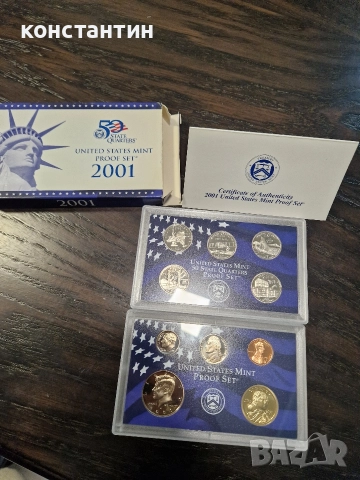 КОНСТАНТИН
50
STATE
QUARTERS
UNITED STATES MINT
PROOF SET
2001
2001
Certificate of Authenticity
2001 United States Mint Proof Set
UNITED STATES MINT
50 STATE QUARTERS
PROOF SET
UNITED STATES MINT
PROOF SET
BAZAR